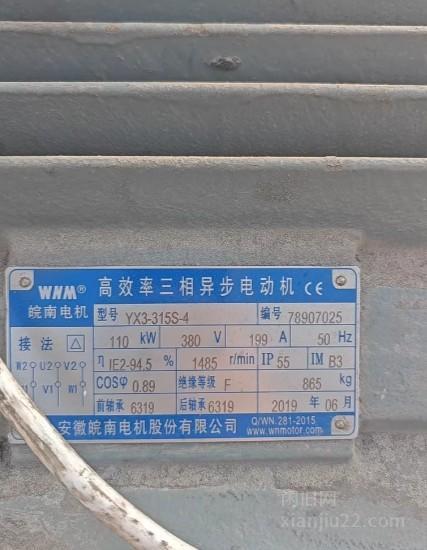 WNM 高效率三相异步电动机 CE
皖南电机 型号 YX3-315S-4 编号 78907025
接法 △ 110 kW 380 V 199 A 50 Hz
W2 U2 V2 η IE2-94.5 % 1485 r/min IP 55 IM B3
U1 V1 W1 COSφ 0.89 绝缘等级 F 865 kg
前轴承 6319 后轴承 6319 2019 年 06 月
安徽皖南电机股份有限公司 Q/WN.281-2015
www.wnmotor.com
闲旧网
xianjiu22.com